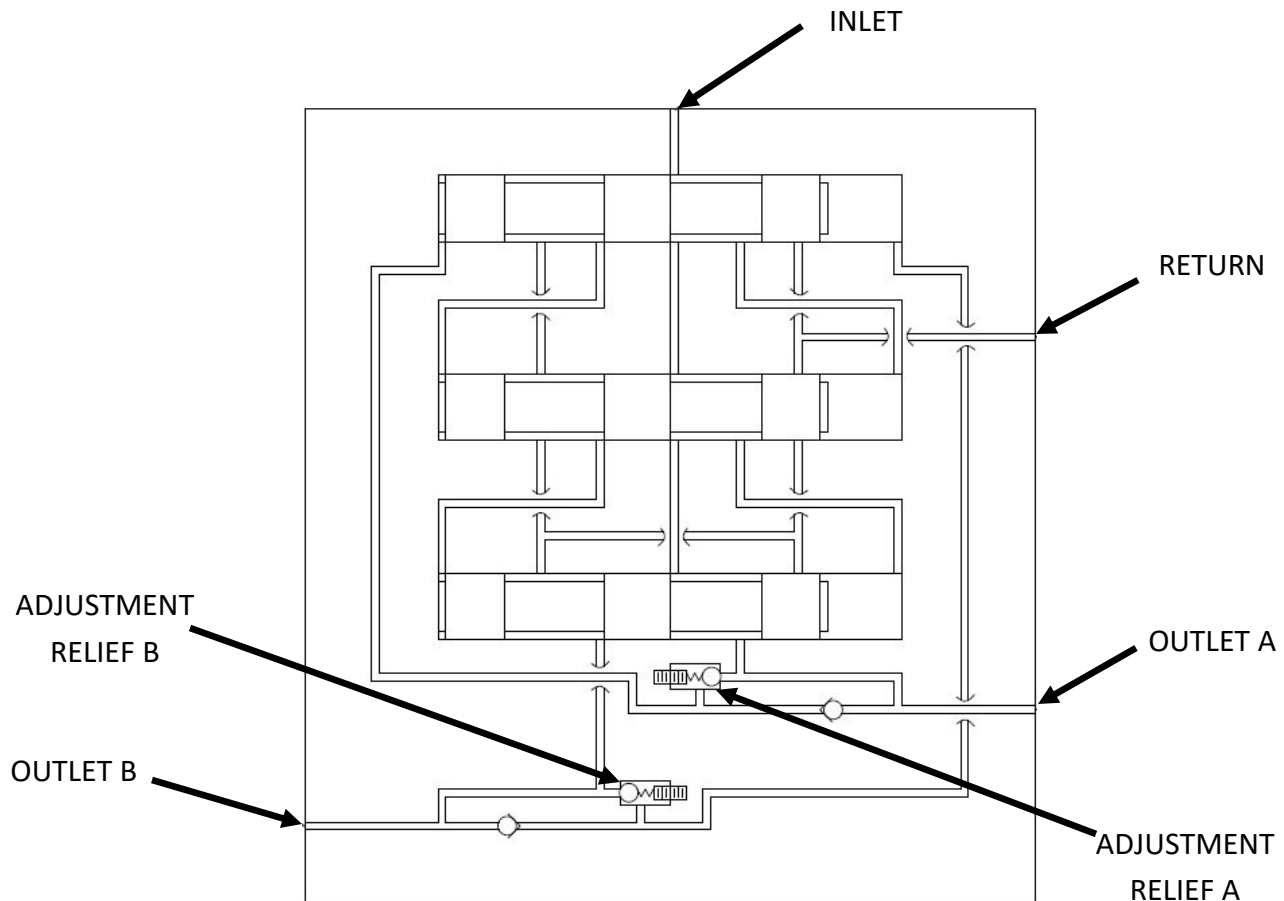 INLET
RETURN
ADJUSTMENT
RELIEF B
OUTLET A
OUTLET B
ADJUSTMENT
RELIEF A